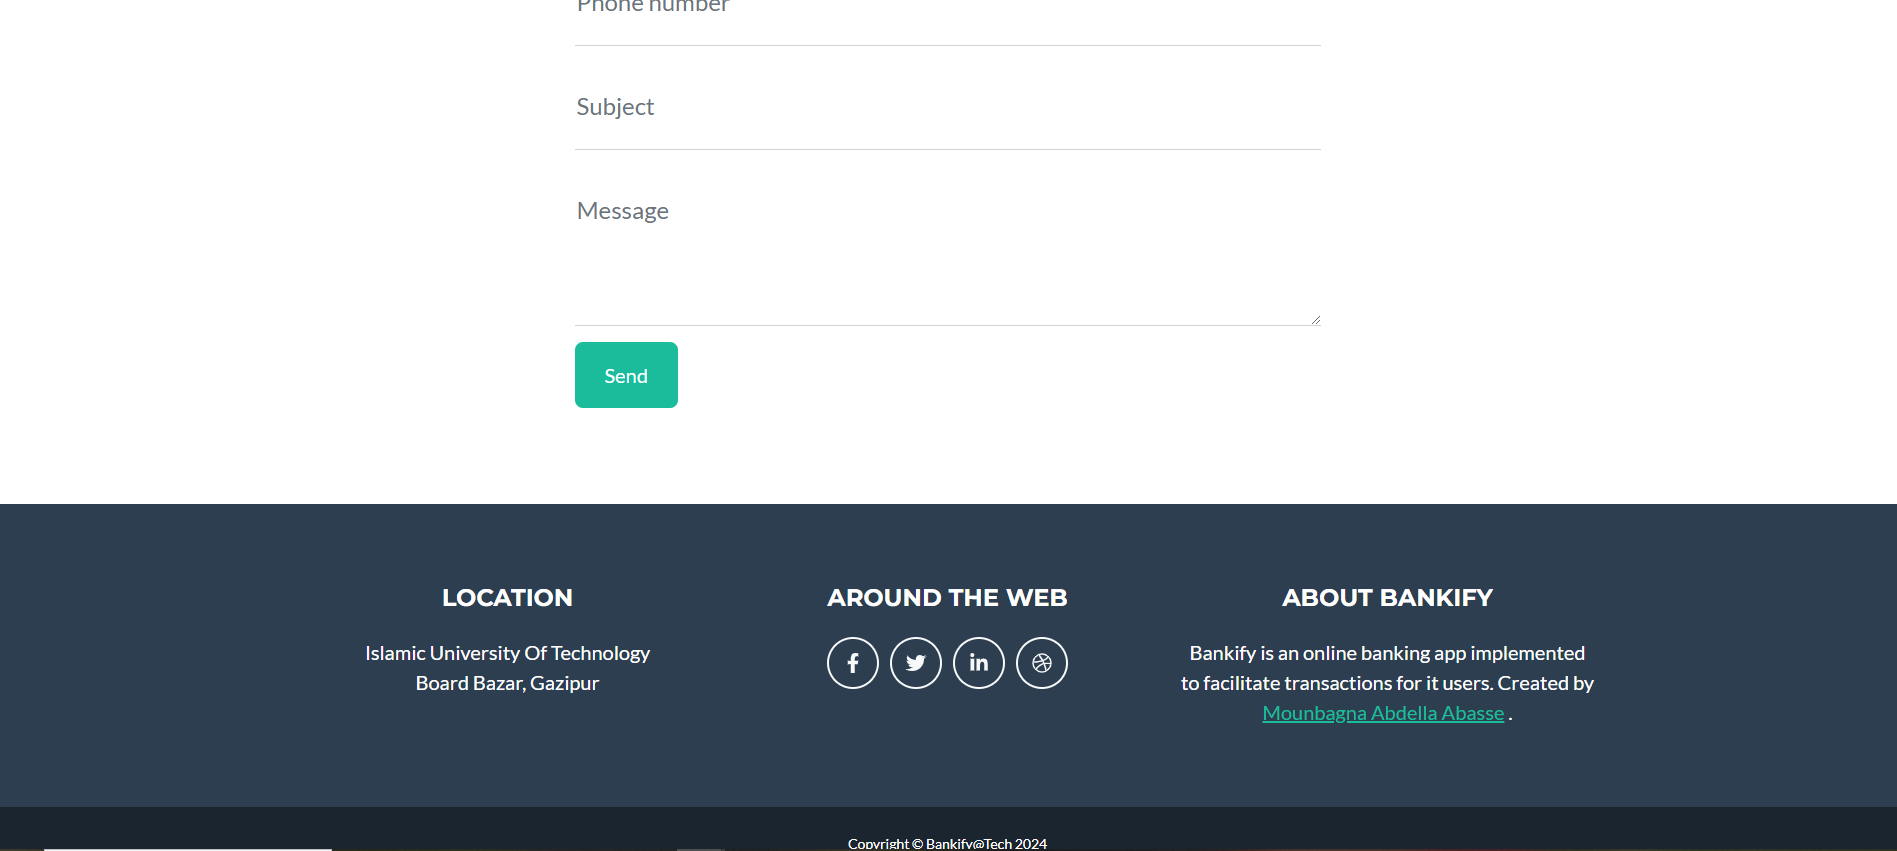 Phone number
Subject
Message
Send
LOCATION
Islamic University Of Technology
Board Bazar, Gazipur
AROUND THE WEB
ABOUT BANKIFY
Bankify is an online banking app implemented
to facilitate transactions for it users. Created by
Mounbagna Abdella Abasse .
Copyright © Bankify@Tech 2024